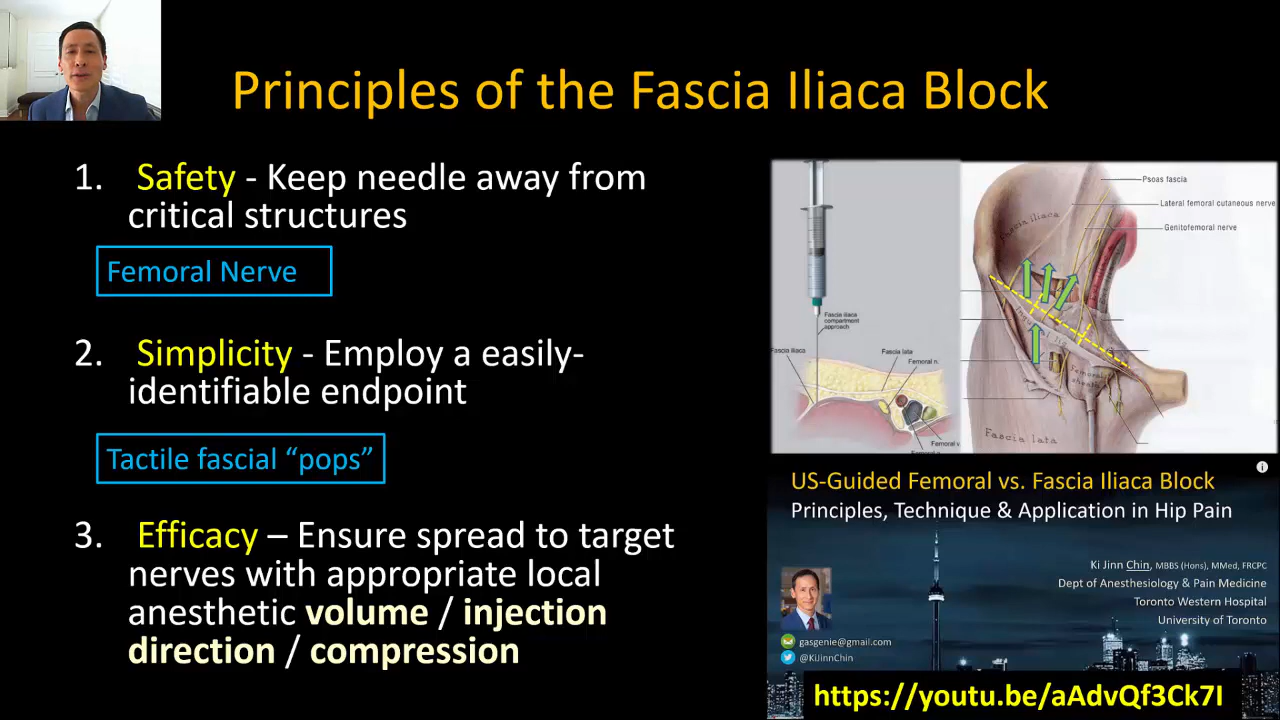 Principles of the Fascia Iliaca Block
1. Safety - Keep needle away from
critical structures
Femoral Nerve
2. Simplicity - Employ a easily-
identifiable endpoint
Tactile fascial “pops”
3. Efficacy – Ensure spread to target
nerves with appropriate local
anesthetic volume / injection
direction / compression
Fascia iliaca
compartment
approach
Fascia iliaca
Fascia lata
Femoral n.
Femoral v.
Psoas fascia
Lateral femoral cutaneous nerve
Genitofemoral nerve
Fascia iliaca
Femoral
sheath
Fascia lata
US-Guided Femoral vs. Fascia Iliaca Block
Principles, Technique & Application in Hip Pain
Ki Jinn Chin, MBBS (Hons), MMed, FRCPC
Dept of Anesthesiology & Pain Medicine
Toronto Western Hospital
University of Toronto
gasgenie@gmail.com
@KiJinnChin
https://youtu.be/aAdvQf3Ck7I